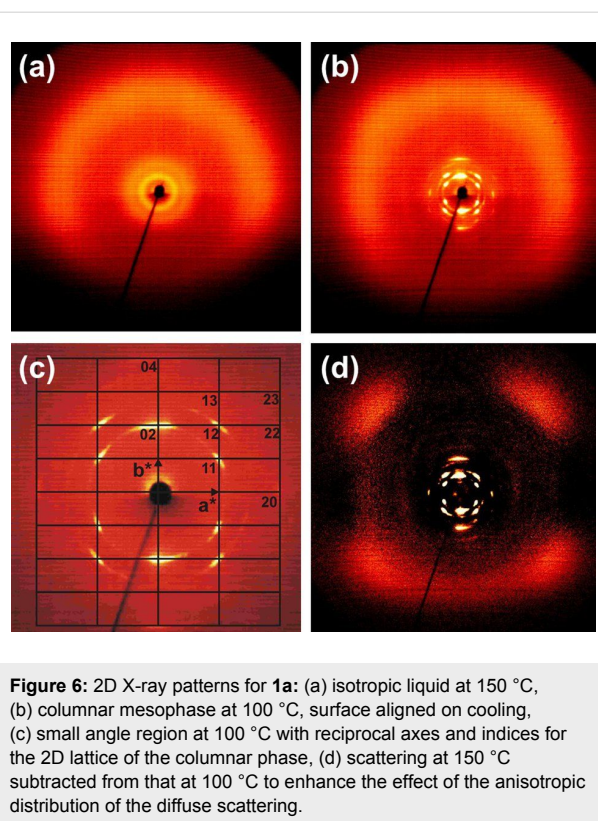 (a)
(b)
(c)
(d)
04
13
23
02
12
22
b*
11
a*
20
Figure 6: 2D X-ray patterns for 1a: (a) isotropic liquid at 150 °C,
(b) columnar mesophase at 100 °C, surface aligned on cooling,
(c) small angle region at 100 °C with reciprocal axes and indices for
the 2D lattice of the columnar phase, (d) scattering at 150 °C
subtracted from that at 100 °C to enhance the effect of the anisotropic
distribution of the diffuse scattering.